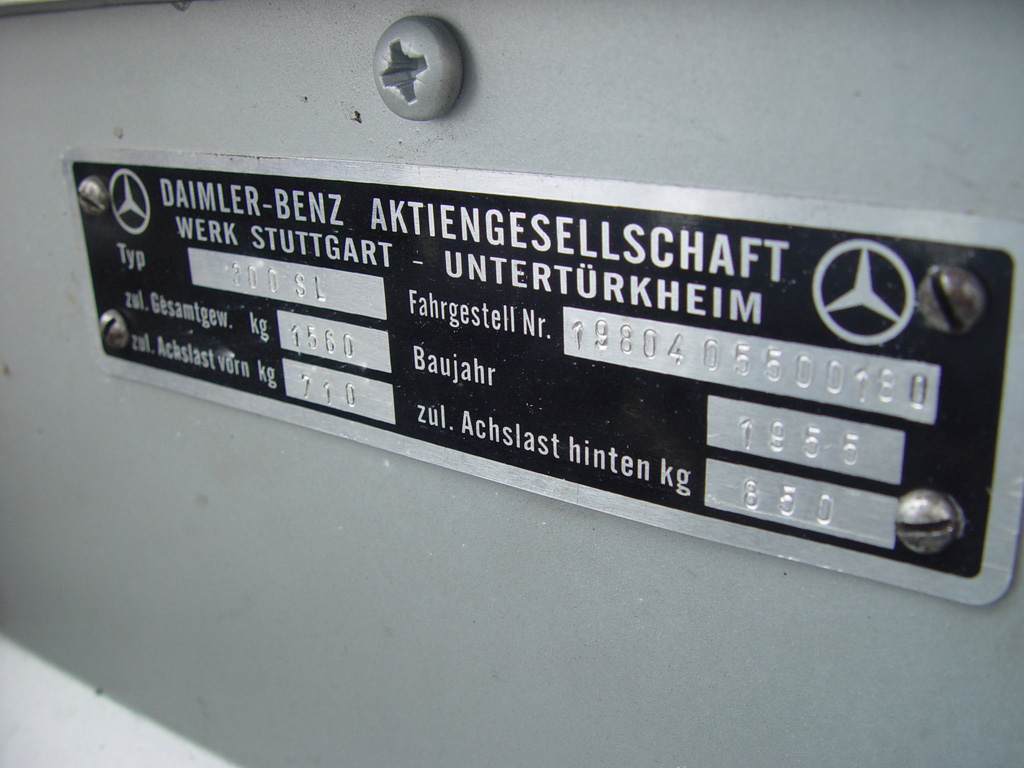 DAIMLER-BENZ AKTIENGESELLSCHAFT
WERK STUTTGART - UNTERTÜRKHEIM
Typ 300 SL Fahrgestell Nr. 1980405500180
zul. Gesamtgew. kg 1560 Baujahr 1955
zul. Achslast vorn kg 710 zul. Achslast hinten kg 850